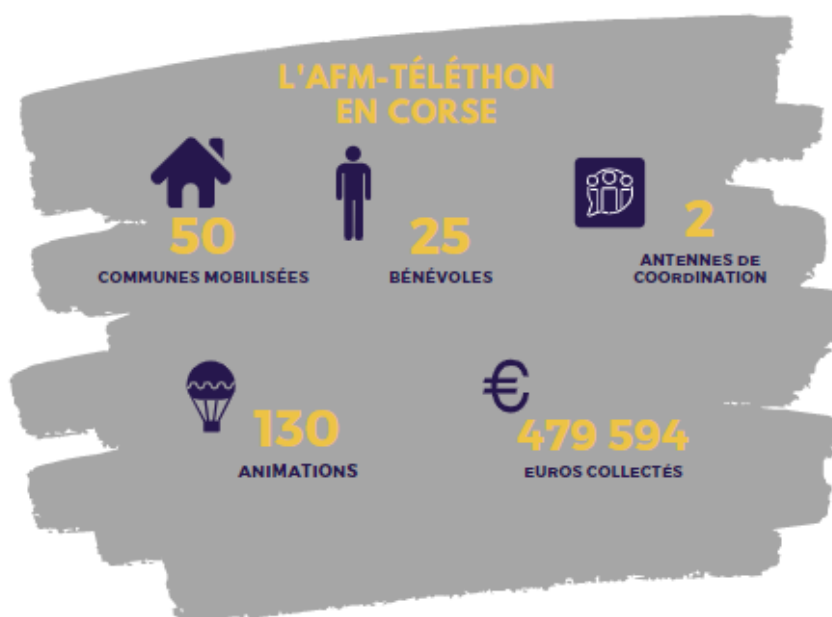 L'AFM-TÉLÉTHON
EN CORSE
50
COMMUNES MOBILISÉES
25
BÉNÉVOLES
2
ANTENNES DE
COORDINATION
130
ANIMATIONS
€
479 594
EUROS COLLECTÉS